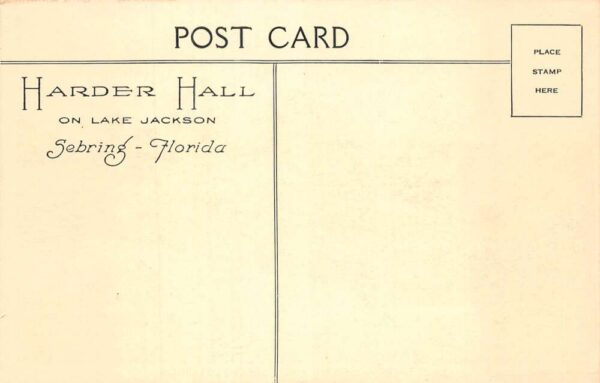 POST CARD
PLACE
STAMP
HERE
HARDER HALL
ON LAKE JACKSON
Sebring - Florida